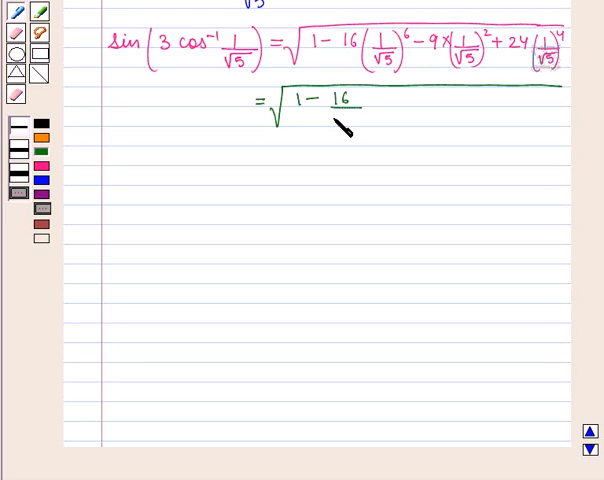 √5
sin(3 cos⁻¹ 1/√5) = √(1 − 16(1/√5)⁶ − 9×(1/√5)² + 24(1/√5)⁴
= √(1 − 16